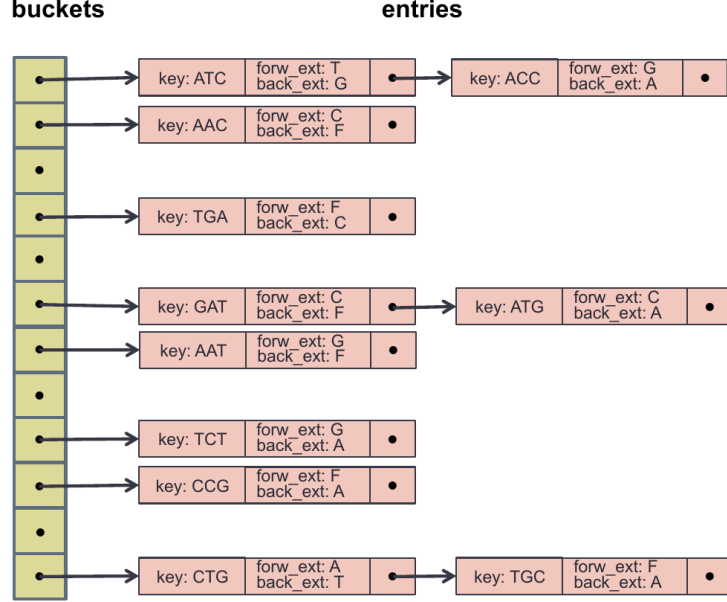 buckets
entries
key: ATC
forw_ext: T
back_ext: G
key: ACC
forw_ext: G
back_ext: A
key: AAC
forw_ext: C
back_ext: F
key: TGA
forw_ext: F
back_ext: C
key: GAT
forw_ext: C
back_ext: F
key: ATG
forw_ext: C
back_ext: A
key: AAT
forw_ext: G
back_ext: F
key: TCT
forw_ext: G
back_ext: A
key: CCG
forw_ext: F
back_ext: A
key: CTG
forw_ext: A
back_ext: T
key: TGC
forw_ext: F
back_ext: A